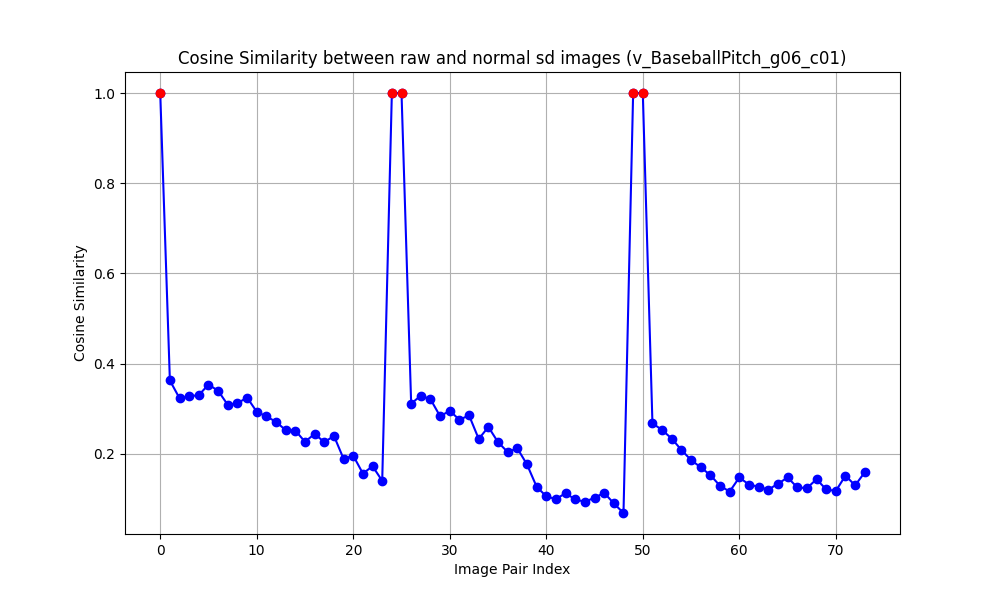 Cosine Similarity between raw and normal sd images (v_BaseballPitch_g06_c01)
1.0
0.8
0.6
0.4
0.2
Cosine Similarity
0 10 20 30 40 50 60 70
Image Pair Index